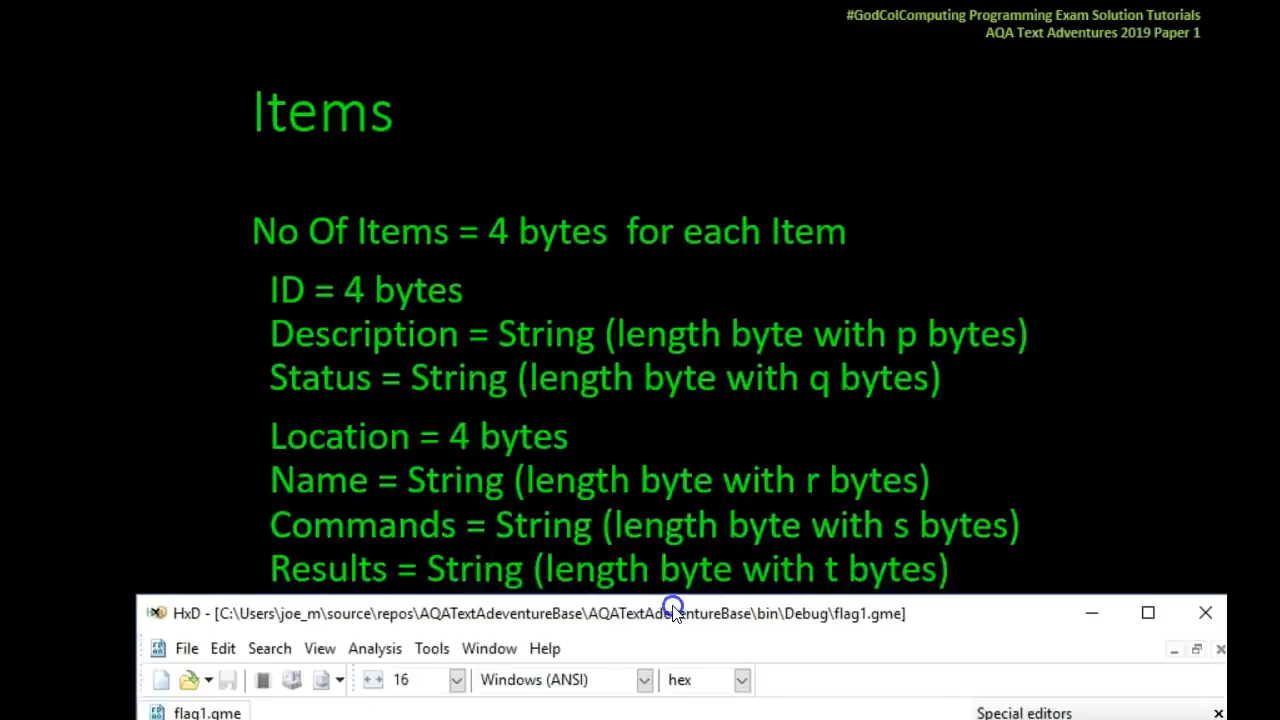 #GodColComputing Programming Exam Solution Tutorials
AQA Text Adventures 2019 Paper 1
Items
No Of Items = 4 bytes  for each Item
ID = 4 bytes
Description = String (length byte with p bytes)
Status = String (length byte with q bytes)
Location = 4 bytes
Name = String (length byte with r bytes)
Commands = String (length byte with s bytes)
Results = String (length byte with t bytes)
HxD - [C:\Users\joe_m\source\repos\AQATextAdeventureBase\AQATextAdeventureBase\bin\Debug\flag1.gme]
File Edit Search View Analysis Tools Window Help
16 Windows (ANSI) hex
flag1.gme Special editors